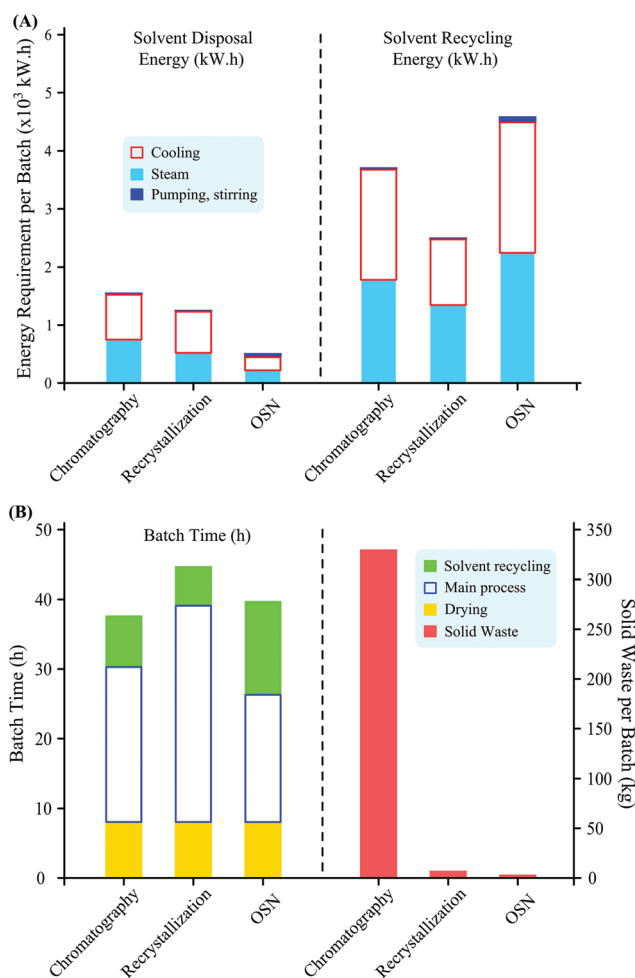 (A)
Solvent Disposal
Energy (kW.h)
Solvent Recycling
Energy (kW.h)
Energy Requirement per Batch (x10³ kW.h)
6
5
4
3
2
1
0
Cooling
Steam
Pumping, stirring
Chromatography
Recrystallization
OSN
Chromatography
Recrystallization
OSN
(B)
Batch Time (h)
Batch Time (h)
50
40
30
20
10
0
Solvent recycling
Main process
Drying
Solid Waste
350
300
250
200
150
100
50
0
Solid Waste per Batch (kg)
Chromatography
Recrystallization
OSN
Chromatography
Recrystallization
OSN